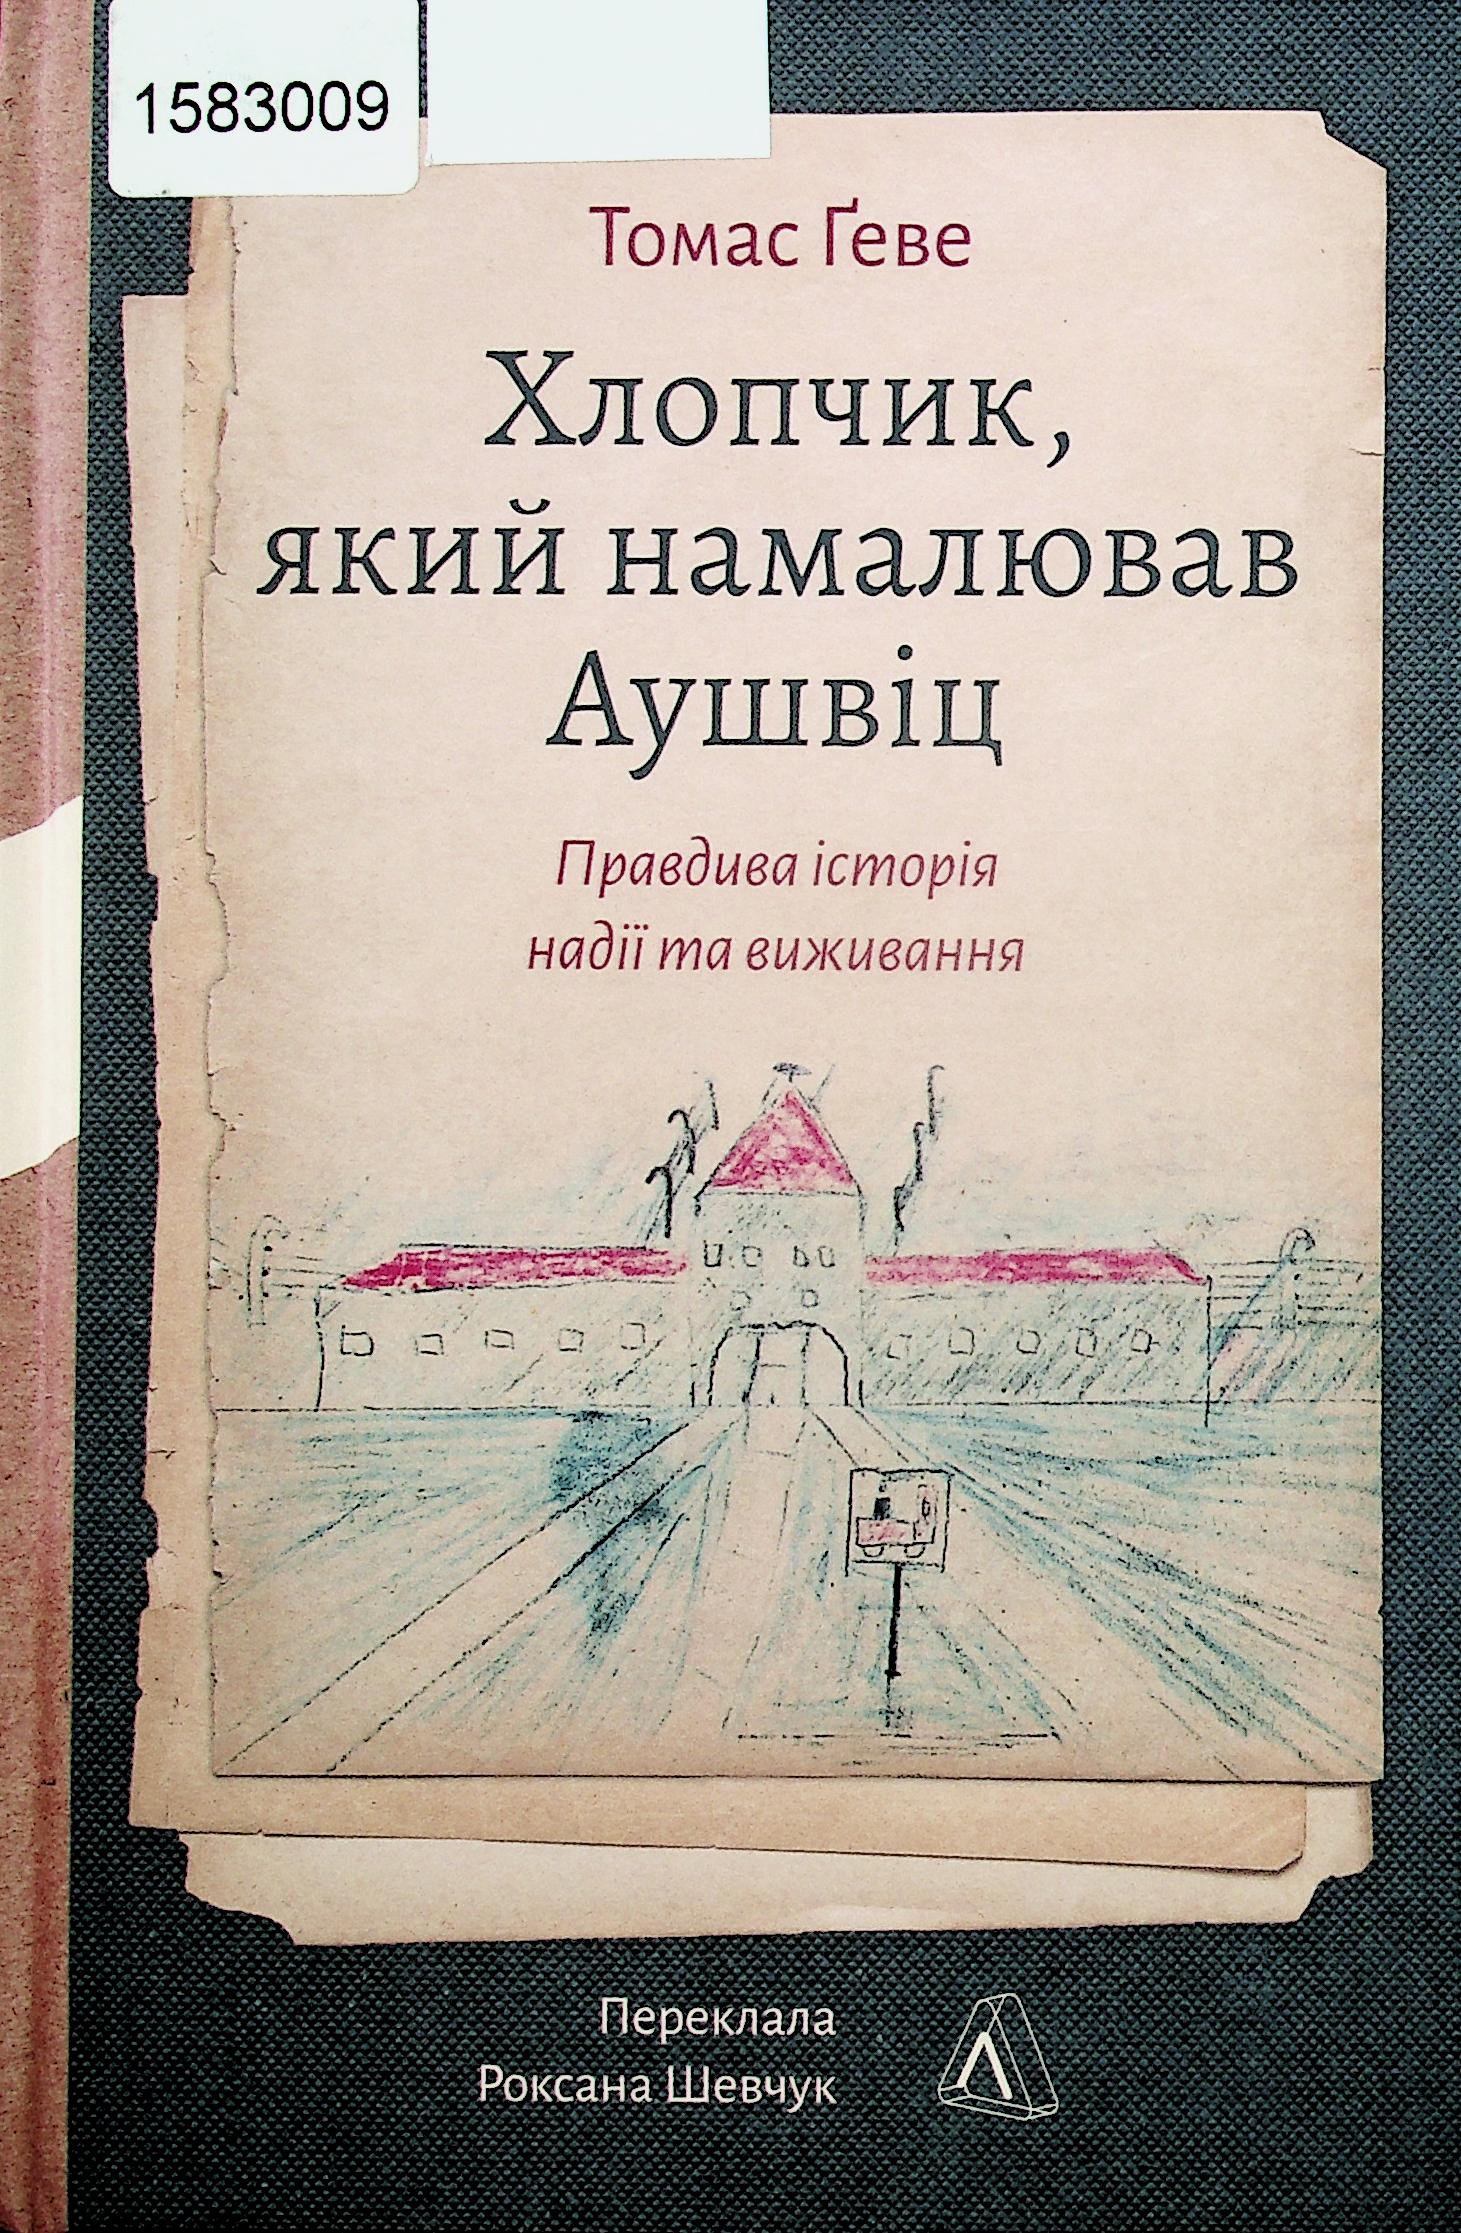 1583009
Томас Ґеве
Хлопчик,
який намалював
Аушвіц
Правдива історія
надії та виживання
Переклала
Роксана Шевчук